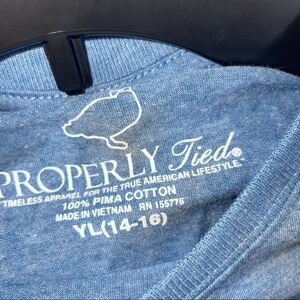 PROPERLY Tied®
TIMELESS APPAREL FOR THE TRUE AMERICAN LIFESTYLE™
100% PIMA COTTON
MADE IN VIETNAM RN 155776
YL(14-16)